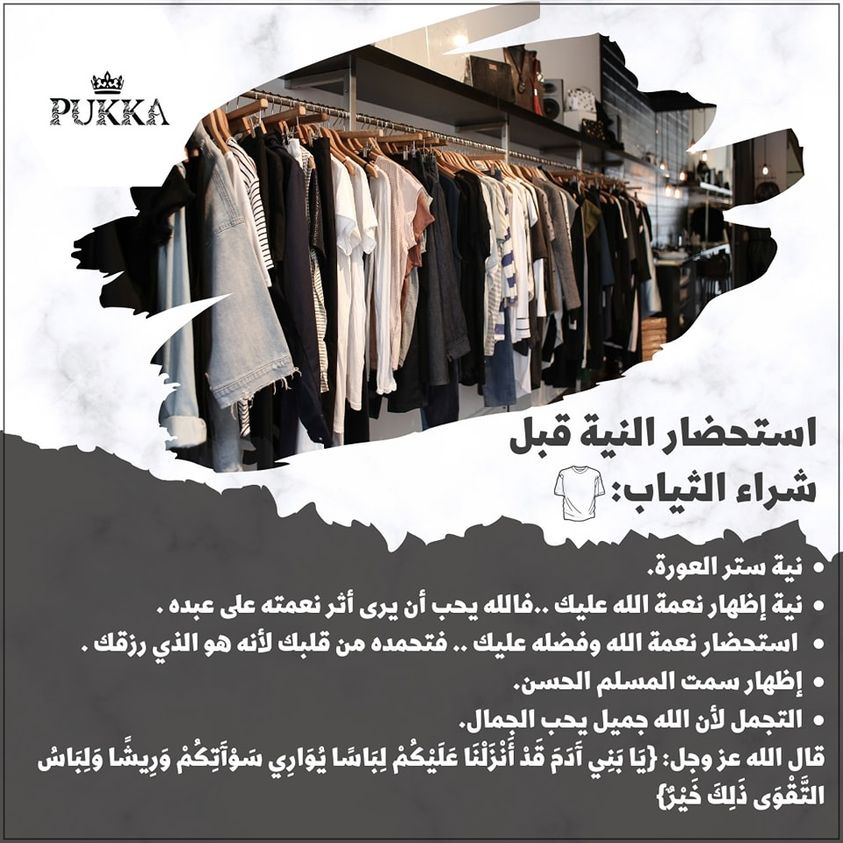 PUKKA
استحضار النية قبل
شراء الثياب:
• نية ستر العورة.
• نية إظهار نعمة الله عليك ..فالله يحب أن يرى أثر نعمته على عبده .
• استحضار نعمة الله وفضله عليك .. فتحمده من قلبك لأنه هو الذي رزقك .
• إظهار سمت المسلم الحسن.
• التجمل لأن الله جميل يحب الجمال.
قال الله عز وجل: {يَا بَنِي آدَمَ قَدْ أَنْزَلْنَا عَلَيْكُمْ لِبَاسًا يُوَارِي سَوْآَتِكُمْ وَرِيشًا وَلِبَاسُ
التَّقْوَى ذَلِكَ خَيْرٌ}